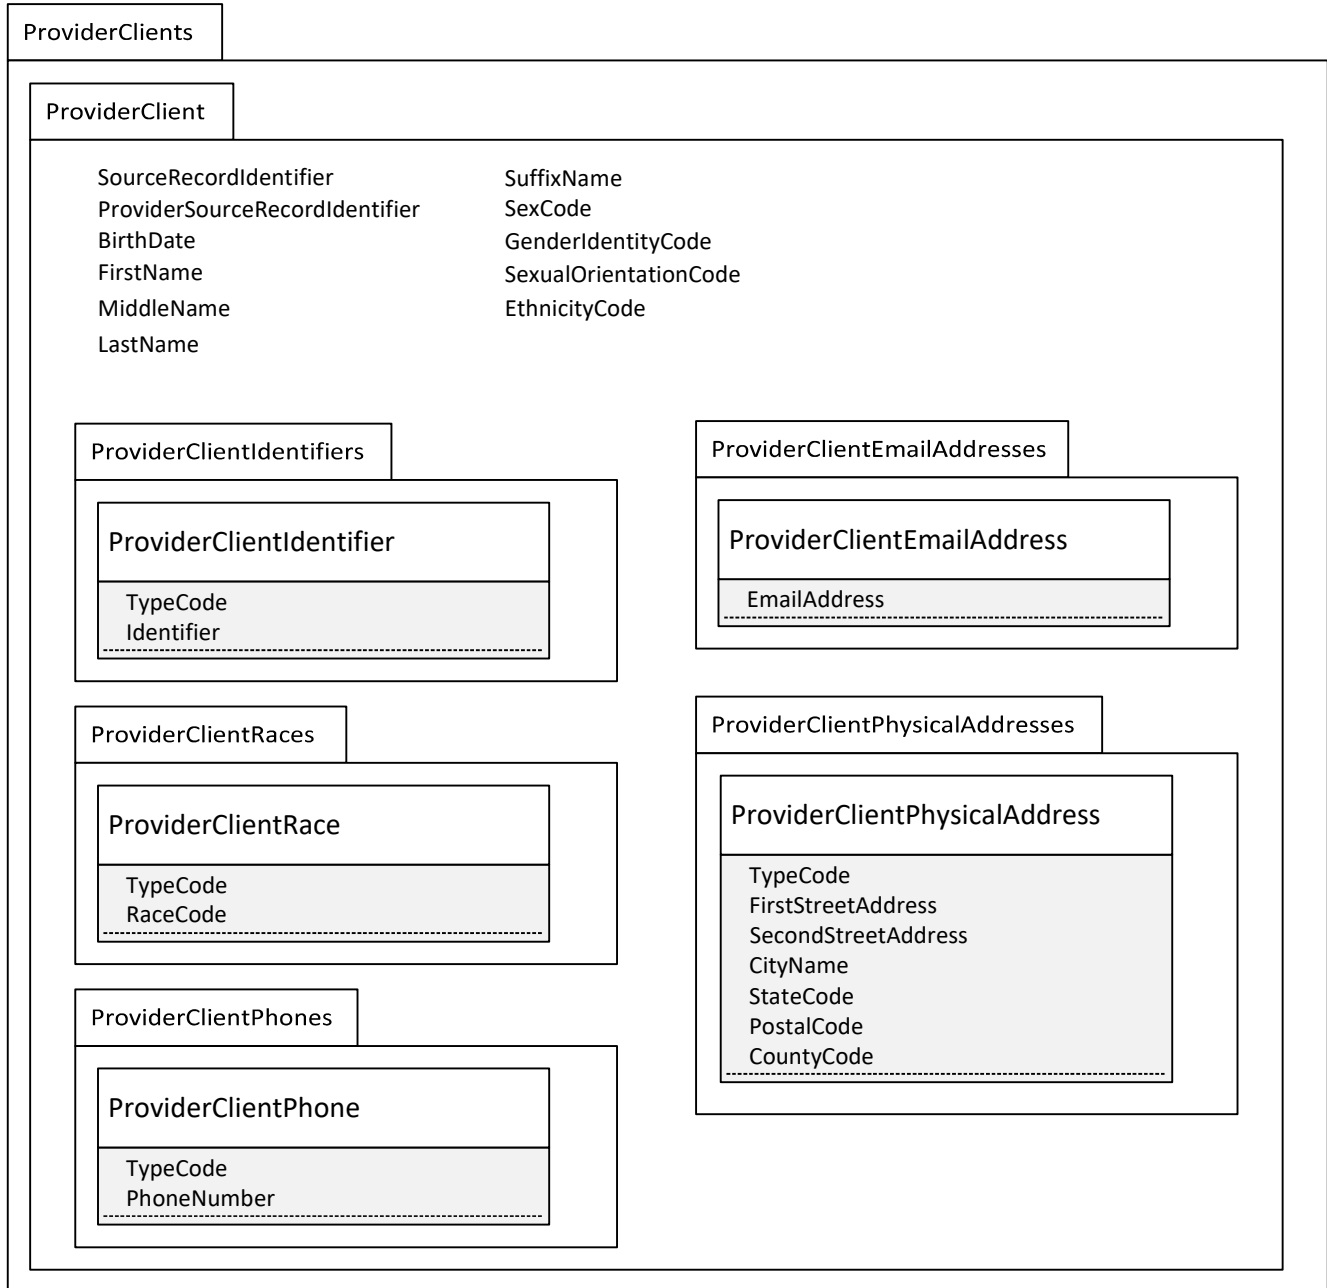 ProviderClients
ProviderClient
SourceRecordIdentifier
ProviderSourceRecordIdentifier
BirthDate
FirstName
MiddleName
LastName
SuffixName
SexCode
GenderIdentityCode
SexualOrientationCode
EthnicityCode
ProviderClientIdentifiers
ProviderClientIdentifier
TypeCode
Identifier
ProviderClientRaces
ProviderClientRace
TypeCode
RaceCode
ProviderClientPhones
ProviderClientPhone
TypeCode
PhoneNumber
ProviderClientEmailAddresses
ProviderClientEmailAddress
EmailAddress
ProviderClientPhysicalAddresses
ProviderClientPhysicalAddress
TypeCode
FirstStreetAddress
SecondStreetAddress
CityName
StateCode
PostalCode
CountyCode